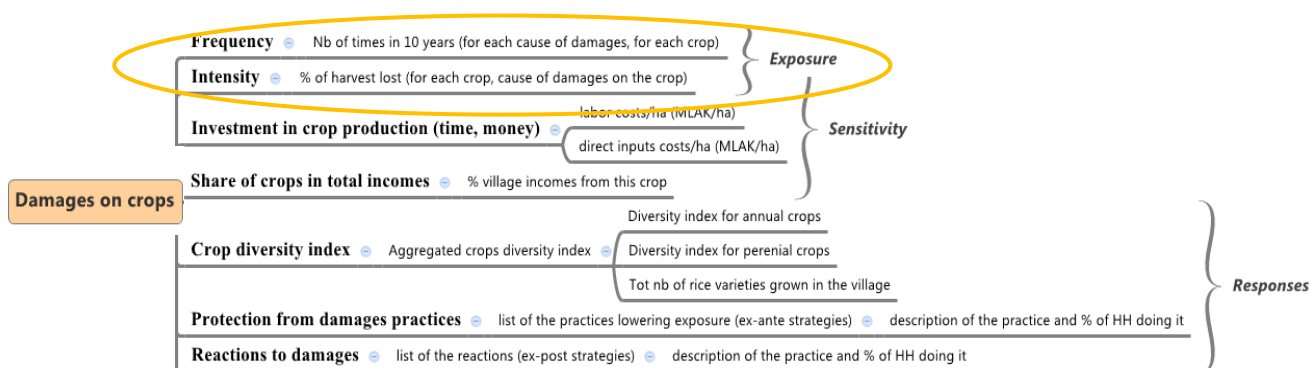 Frequency Nb of times in 10 years (for each cause of damages, for each crop)
Exposure
Intensity % of harvest lost (for each crop, cause of damages on the crop)
labor costs/ha (MLAK/ha)
Investment in crop production (time, money)
Sensitivity
direct inputs costs/ha (MLAK/ha)
Share of crops in total incomes % village incomes from this crop
Damages on crops
Diversity index for annual crops
Crop diversity index Aggregated crops diversity index Diversity index for perenial crops
Tot nb of rice varieties grown in the village
Responses
Protection from damages practices list of the practices lowering exposure (ex-ante strategies) description of the practice and % of HH doing it
Reactions to damages list of the reactions (ex-post strategies) description of the practice and % of HH doing it